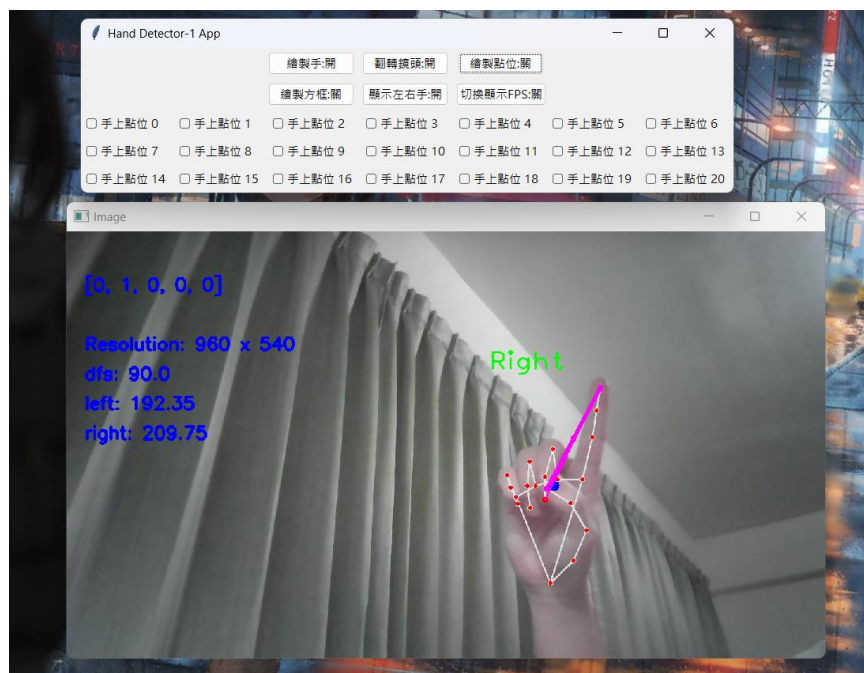 Hand Detector-1 App
繪製手:開 翻轉鏡頭:開 繪製點位:關
繪製方框:關 顯示左右手:開 切換顯示FPS:關
手上點位 0 手上點位 1 手上點位 2 手上點位 3 手上點位 4 手上點位 5 手上點位 6
手上點位 7 手上點位 8 手上點位 9 手上點位 10 手上點位 11 手上點位 12 手上點位 13
手上點位 14 手上點位 15 手上點位 16 手上點位 17 手上點位 18 手上點位 19 手上點位 20
Image
[0, 1, 0, 0, 0]
Resolution: 960 x 540
Right
dfs: 90.0
left: 192.35
right: 209.75